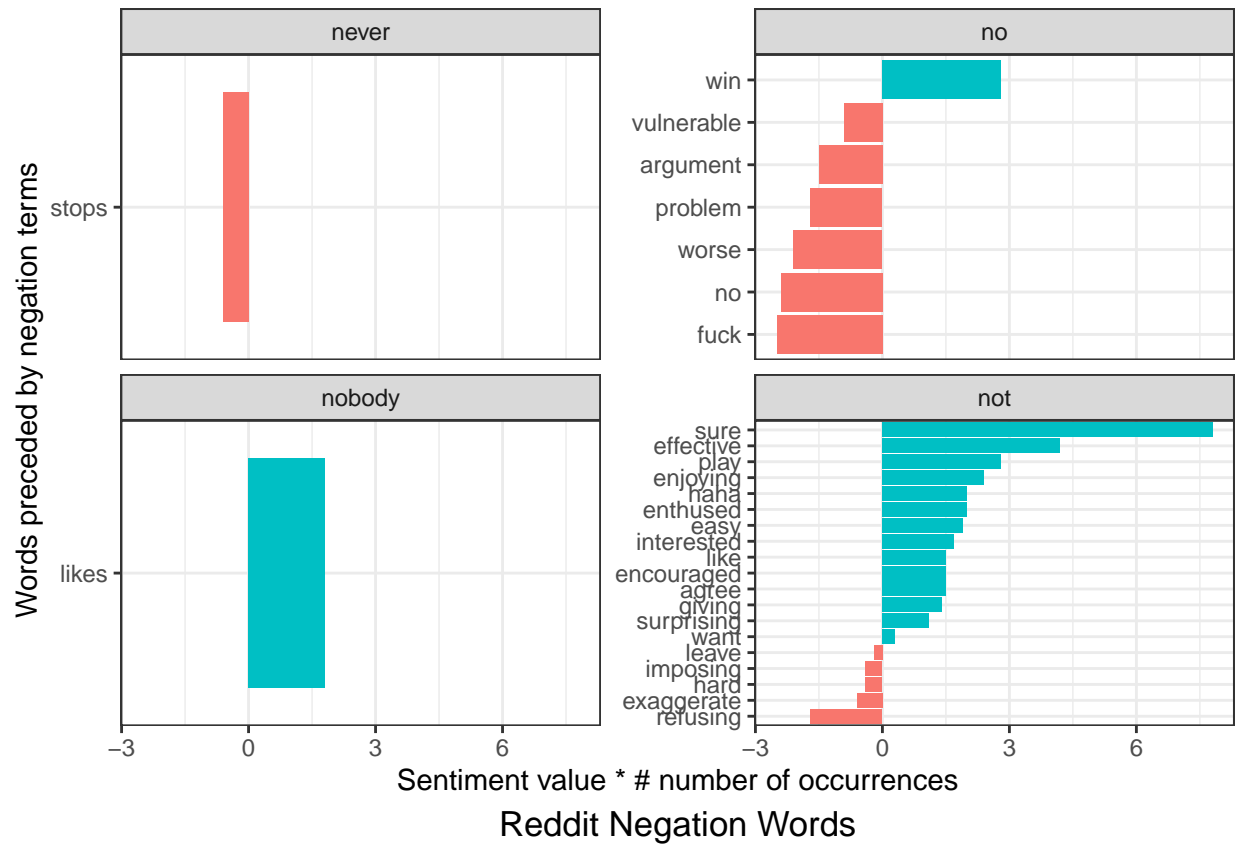 never
no
Words preceded by negation terms
stops
win
vulnerable
argument
problem
worse
no
fuck
nobody
not
likes
sure
effective
play
enjoying
haha
enthused
easy
interested
like
encouraged
agree
giving
surprising
want
leave
imposing
hard
exaggerate
refusing
−3 0 3 6
−3 0 3 6
Sentiment value * # number of occurrences
Reddit Negation Words